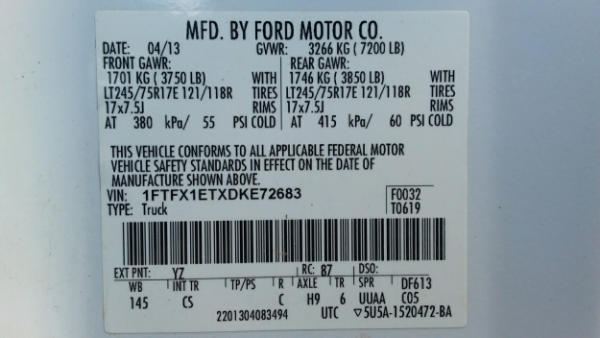 MFD. BY FORD MOTOR CO.
DATE: 04/13 GVWR: 3266 KG ( 7200 LB)
FRONT GAWR: REAR GAWR:
1701 KG ( 3750 LB) WITH 1746 KG ( 3850 LB) WITH
LT245/75R17E 121/118R TIRES LT245/75R17E 121/118R TIRES
17x7.5J RIMS 17x7.5J RIMS
AT 380 kPa/ 55 PSI COLD AT 415 kPa/ 60 PSI COLD
THIS VEHICLE CONFORMS TO ALL APPLICABLE FEDERAL MOTOR
VEHICLE SAFETY STANDARDS IN EFFECT ON THE DATE OF
MANUFACTURE SHOWN ABOVE.
VIN: 1FTFX1ETXDKE72683 F0032
TYPE: Truck T0619
EXT PNT: YZ RC: 87 DSO:
WB INT TR TP/PS R AXLE TR SPR DF613
145 CS C H9 6 UUAA C05
2201304083494 UTC ▽5U5A-1520472-BA